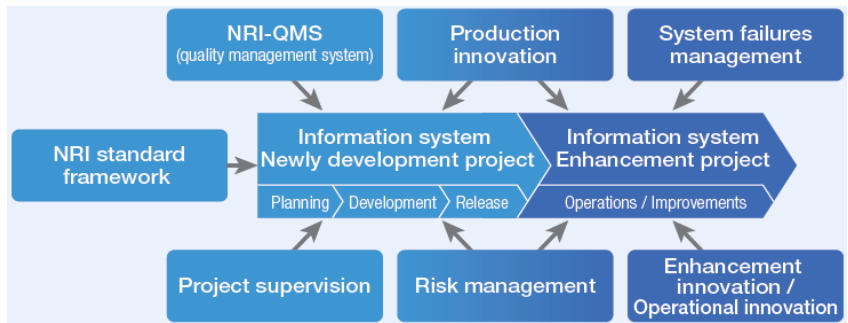 NRI-QMS
(quality management system)
Production
innovation
System failures
management
NRI standard
framework
Information system
Newly development project
Information system
Enhancement project
Planning
Development
Release
Operations / Improvements
Project supervision
Risk management
Enhancement
innovation /
Operational innovation